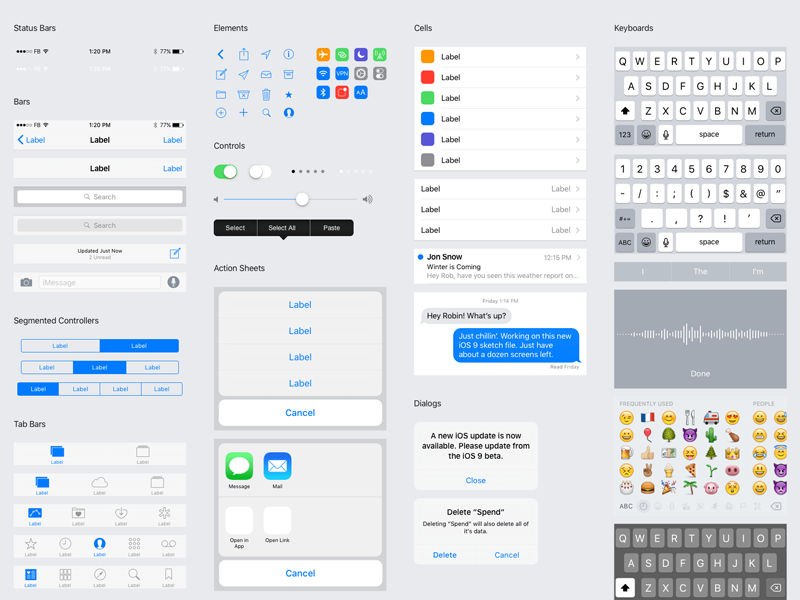 Status Bars
FB 1:20 PM 77%
FB 1:20 PM 77%
Bars
FB 1:20 PM 77%
Label Label Label
Label Label
Search
Search
Updated Just Now
2 Unread
iMessage
Segmented Controllers
Label Label
Label Label Label
Label Label Label Label
Tab Bars
Label Label
Label Label Label
Label Label Label Label
Label Label Label Label Label
Label Label Label Label Label
Elements
VPN
AA
Controls
Select Select All Paste
Action Sheets
Label
Label
Label
Label
Cancel
Message Mail
Open in App Open Link
Cancel
Cells
Label
Label
Label
Label
Label
Label
Label Label
Label Label
Label Label
Jon Snow 12:15 PM
Winter is Coming
Hey Rob, have you seen this weather report on...
Friday 1:14 PM
Hey Robin! What's up?
Just chillin'. Working on this new
iOS 9 sketch file. Just have
about a dozen screens left.
Read Friday
Dialogs
A new iOS update is now
available. Please update from
the iOS 9 beta.
Close
Delete “Spend”
Deleting “Spend” will also delete all of
it's data.
Delete Cancel
Keyboards
Q W E R T Y U I O P
A S D F G H J K L
Z X C V B N M
123 space return
1 2 3 4 5 6 7 8 9 0
- / : ; ( ) $ & @ ”
#+= . , ? ! ’
ABC space return
I The I'm
Done
FREQUENTLY USED PEOPLE
ABC
Q W E R T Y U I O P
A S D F G H J K L
Z X C V B N M